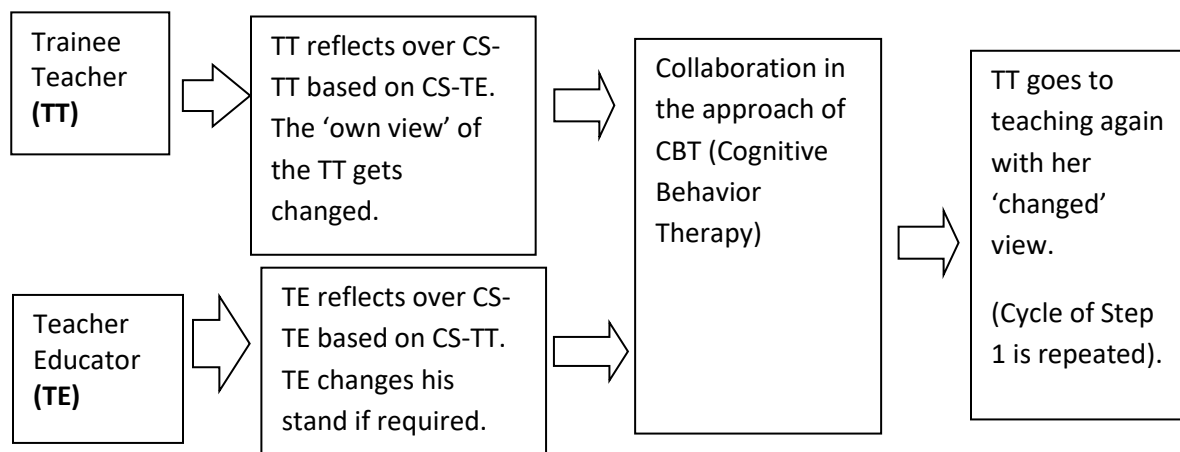 Trainee
Teacher
(TT)
TT reflects over CS-
TT based on CS-TE.
The ‘own view’ of
the TT gets
changed.
Teacher
Educator
(TE)
TE reflects over CS-
TE based on CS-TT.
TE changes his
stand if required.
Collaboration in
the approach of
CBT (Cognitive
Behavior
Therapy)
TT goes to
teaching again
with her
‘changed’
view.
(Cycle of Step
1 is repeated).